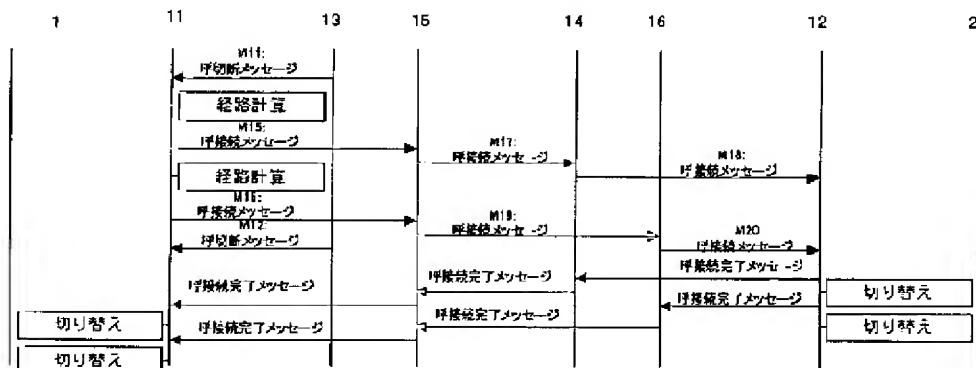 1 11 13 15 14 16 12 2
M11:
呼切断メッセージ
経路計算
M15:
呼接続メッセージ
M17:
呼接続メッセージ
M18:
呼接続メッセージ
経路計算
M16:
呼接続メッセージ
M12:
呼切断メッセージ
M19:
呼接続メッセージ
M20
呼接続メッセージ
呼接続完了メッセージ
呼接続完了メッセージ
呼接続完了メッセージ
切り替え
呼接続完了メッセージ
切り替え
呼接続完了メッセージ
呼接続完了メッセージ
切り替え
切り替え